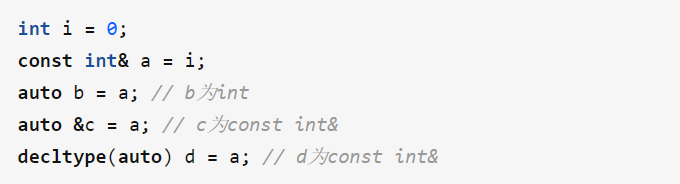 int i = 0;
const int& a = i;
auto b = a; // b为int
auto &c = a; // c为const int&
decltype(auto) d = a; // d为const int&